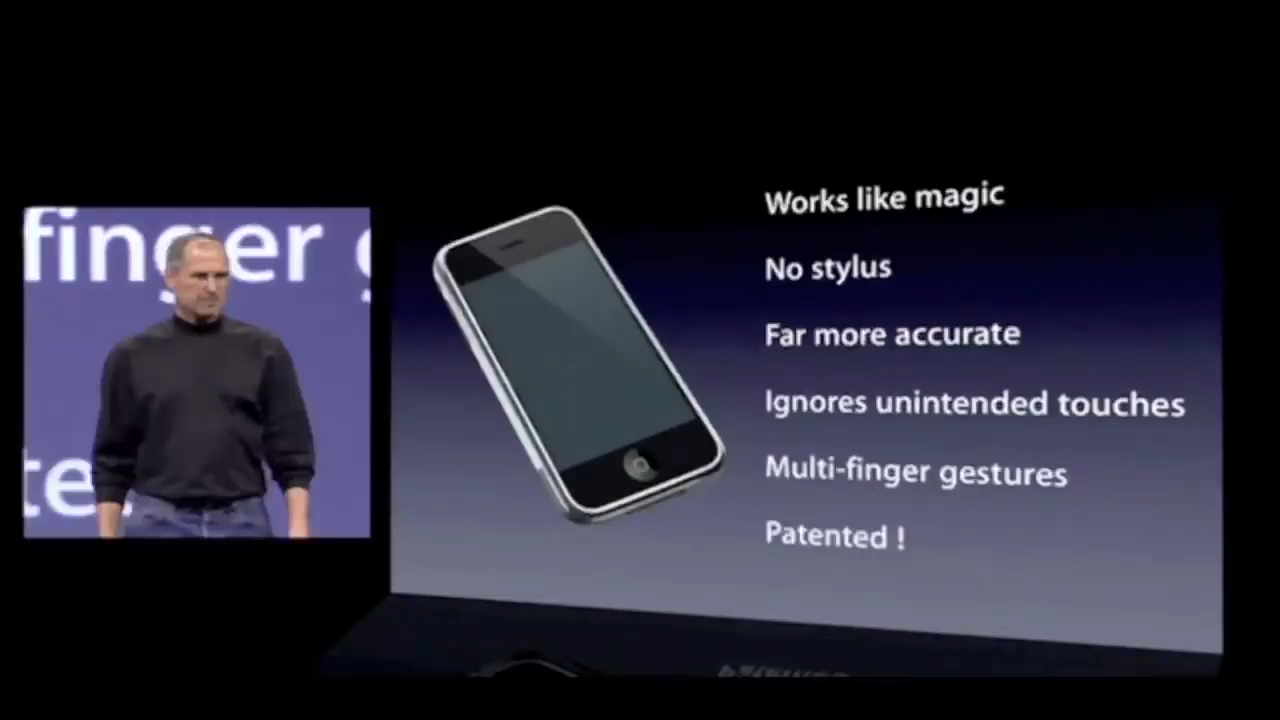 finger g
te.
Works like magic
No stylus
Far more accurate
Ignores unintended touches
Multi-finger gestures
Patented !